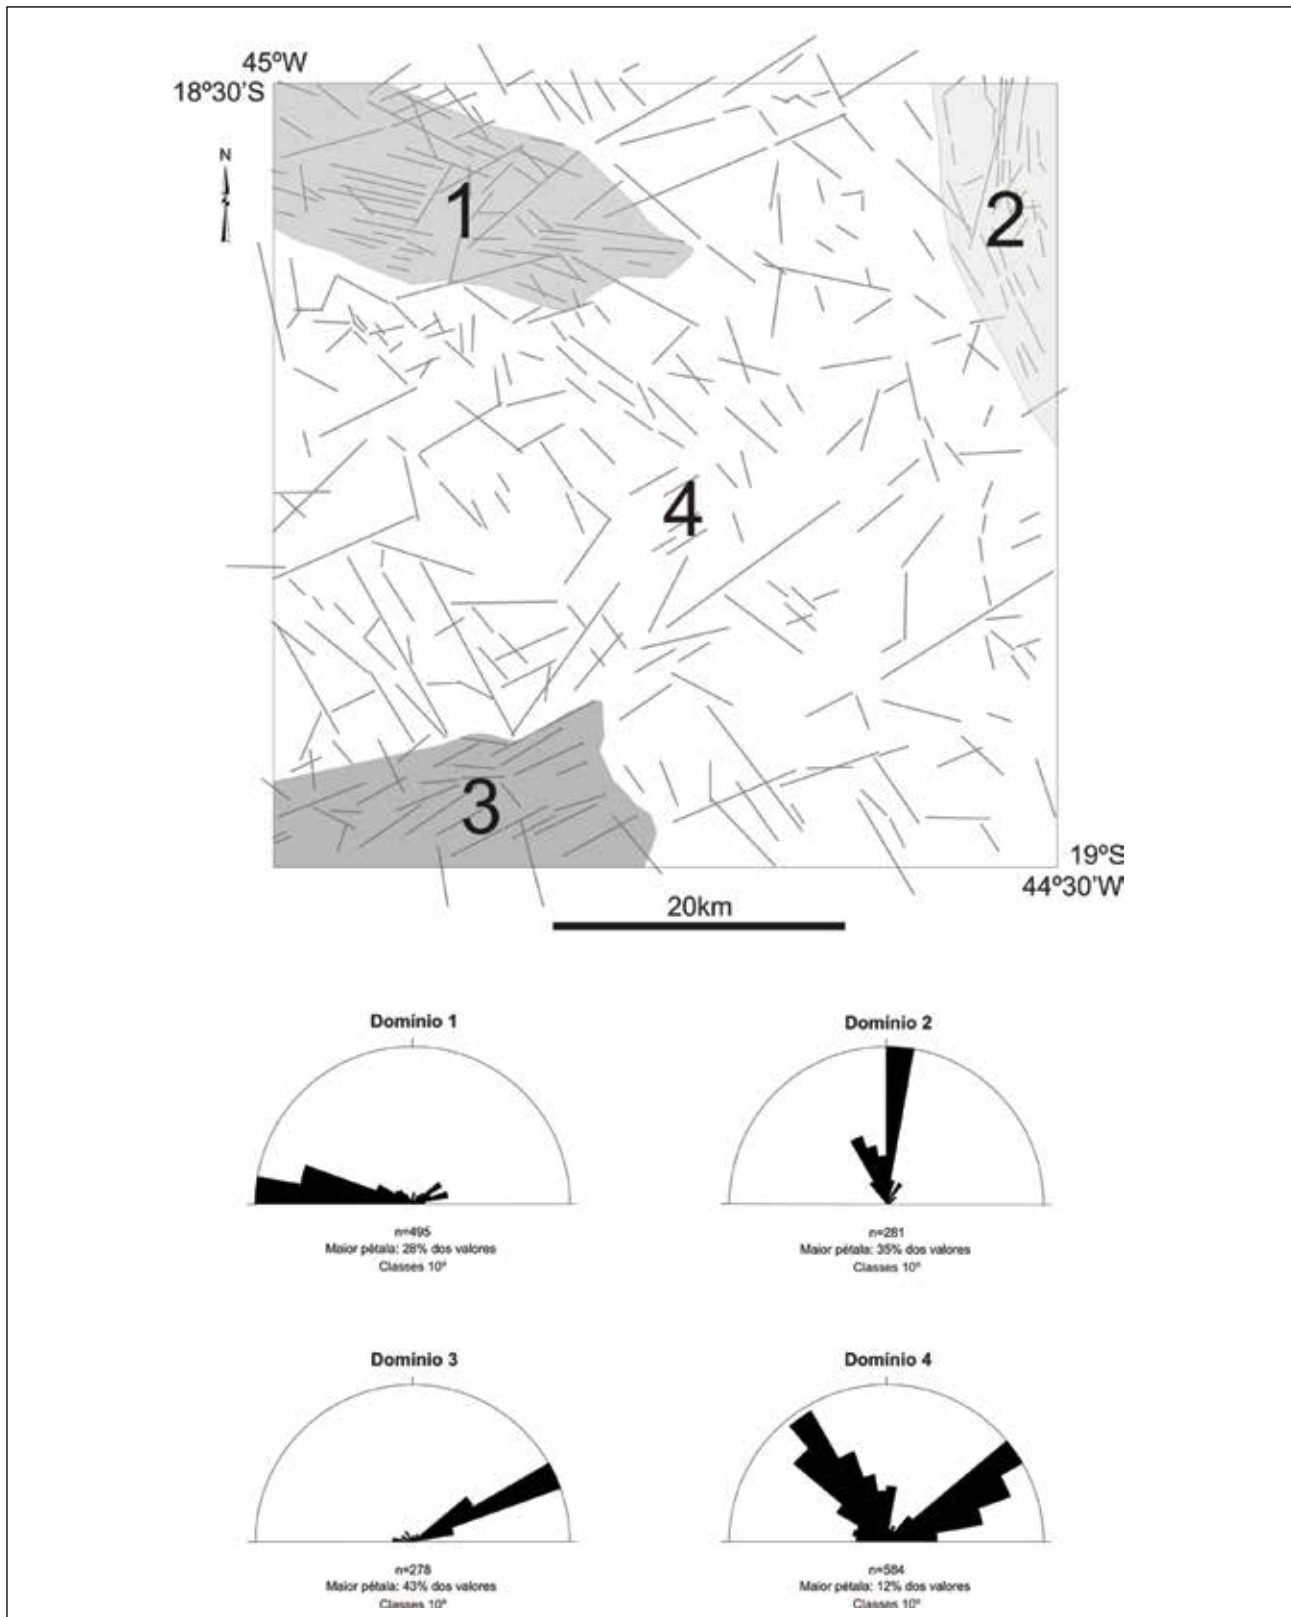 45ºW
18º30'S
N
1
2
4
3
19ºS
44º30'W
20km
Domínio 1
n=495
Maior pétala: 28% dos valores
Classes 10º
Domínio 2
n=281
Maior pétala: 35% dos valores
Classes 10º
Domínio 3
n=278
Maior pétala: 43% dos valores
Classes 10º
Domínio 4
n=584
Maior pétala: 12% dos valores
Classes 10º